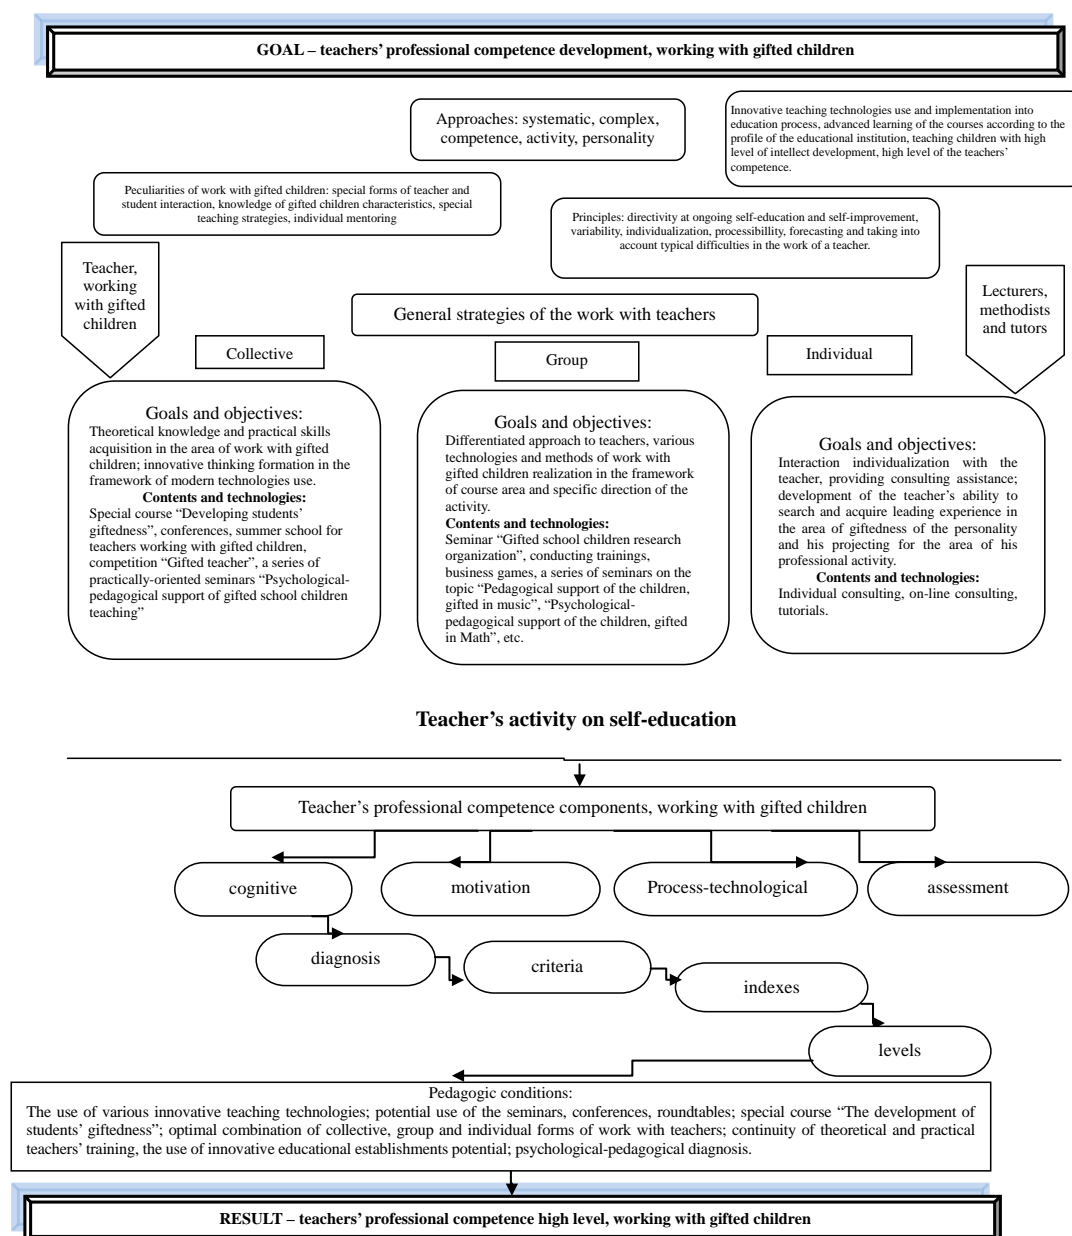 GOAL – teachers’ professional competence development, working with gifted children
Approaches: systematic, complex,
competence, activity, personality
Innovative teaching technologies use and implementation into
education process, advanced learning of the courses according to the
profile of the educational institution, teaching children with high
level of intellect development, high level of the teachers’
competence.
Peculiarities of work with gifted children: special forms of teacher and
student interaction, knowledge of gifted children characteristics, special
teaching strategies, individual mentoring
Principles: directivity at ongoing self-education and self-improvement,
variability, individualization, processibillity, forecasting and taking into
account typical difficulties in the work of a teacher.
Teacher,
working
with gifted
children
Lecturers,
methodists
and tutors
General strategies of the work with teachers
Collective
Group
Individual
Goals and objectives:
Theoretical knowledge and practical skills
acquisition in the area of work with gifted
children; innovative thinking formation in the
framework of modern technologies use.
Contents and technologies:
Special course “Developing students’
giftedness”, conferences, summer school for
teachers working with gifted children,
competition “Gifted teacher”, a series of
practically-oriented seminars “Psychological-
pedagogical support of gifted school children
teaching”
Goals and objectives:
Differentiated approach to teachers, various
technologies and methods of work with
gifted children realization in the framework
of course area and specific direction of the
activity.
Contents and technologies:
Seminar “Gifted school children research
organization”, conducting trainings,
business games, a series of seminars on the
topic “Pedagogical support of the children,
gifted in music”, “Psychological-
pedagogical support of the children, gifted
in Math”, etc.
Goals and objectives:
Interaction individualization with the
teacher, providing consulting assistance;
development of the teacher’s ability to
search and acquire leading experience in
the area of giftedness of the personality
and his projecting for the area of his
professional activity.
Contents and technologies:
Individual consulting, on-line consulting,
tutorials.
Teacher’s activity on self-education
Teacher’s professional competence components, working with gifted children
cognitive
motivation
Process-technological
assessment
diagnosis
criteria
indexes
levels
Pedagogic conditions:
The use of various innovative teaching technologies; potential use of the seminars, conferences, roundtables; special course “The development of
students’ giftedness”; optimal combination of collective, group and individual forms of work with teachers; continuity of theoretical and practical
teachers’ training, the use of innovative educational establishments potential; psychological-pedagogical diagnosis.
RESULT – teachers’ professional competence high level, working with gifted children